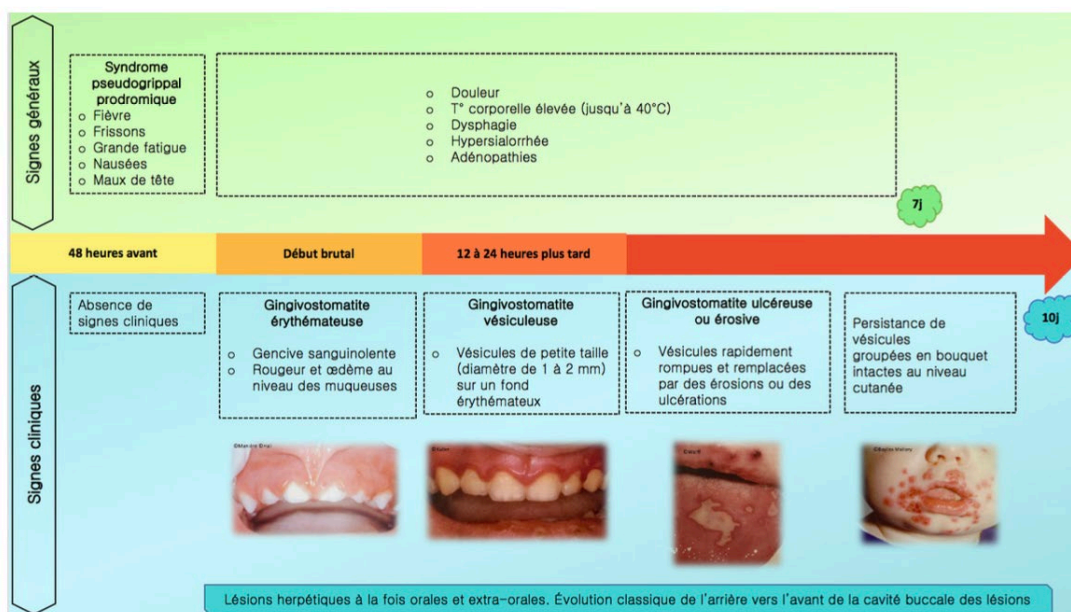 Signes généraux
Syndrome
pseudogrippal
prodromique
o Fièvre
o Frissons
o Grande fatigue
o Nausées
o Maux de tête
o Douleur
o T° corporelle élevée (jusqu'à 40°C)
o Dysphagie
o Hypersialorrhée
o Adénopathies
7j
48 heures avant
Début brutal
12 à 24 heures plus tard
Signes cliniques
Absence de
signes cliniques
Gingivostomatite
érythémateuse
o Gencive sanguinolente
o Rougeur et œdème au
niveau des muqueuses
Gingivostomatite
vésiculeuse
o Vésicules de petite taille
(diamètre de 1 à 2 mm)
sur un fond
érythémateux
Gingivostomatite ulcéreuse
ou érosive
o Vésicules rapidement
rompues et remplacées
par des érosions ou des
ulcérations
Persistance de
vésicules
groupées en bouquet
intactes au niveau
cutanée
10j
Lésions herpétiques à la fois orales et extra-orales. Évolution classique de l'arrière vers l'avant de la cavité buccale des lésions